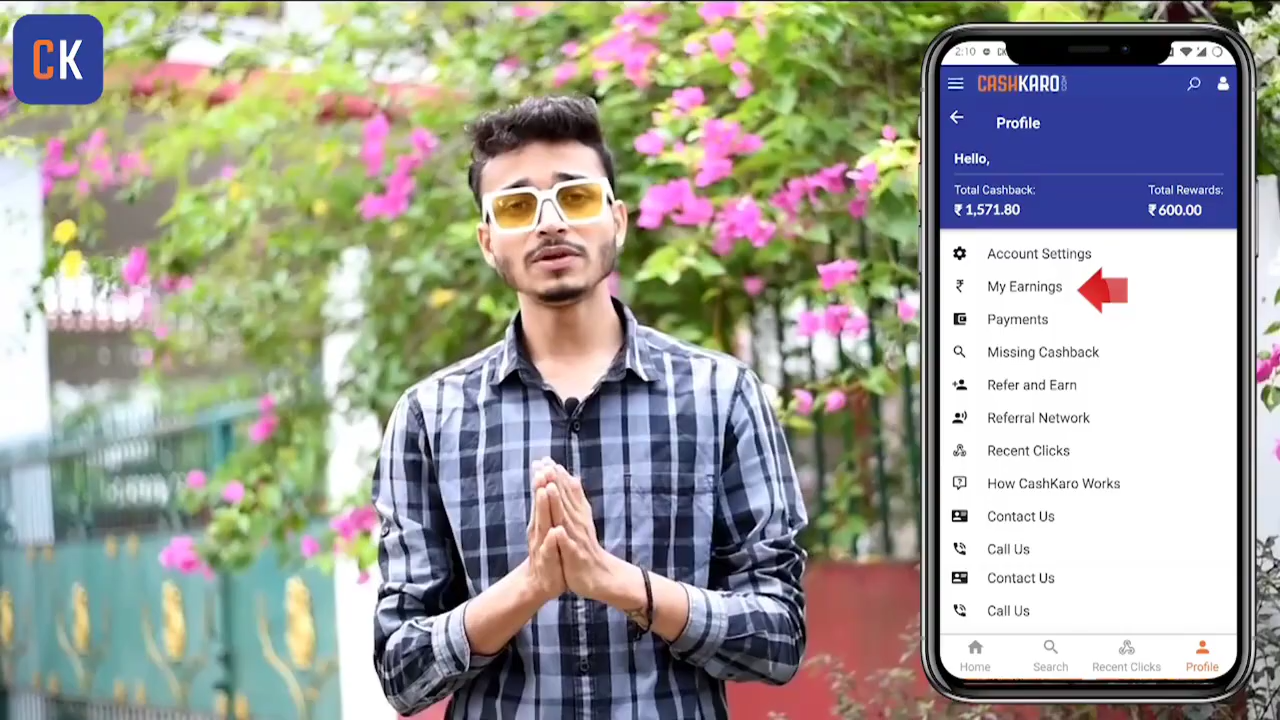 CK
2:10
CASHKARO
Profile
Hello,
Total Cashback:
Total Rewards:
₹1,571.80
₹600.00
Account Settings
₹ My Earnings
Payments
Missing Cashback
Refer and Earn
Referral Network
Recent Clicks
How CashKaro Works
Contact Us
Call Us
Contact Us
Call Us
Home
Search
Recent Clicks
Profile